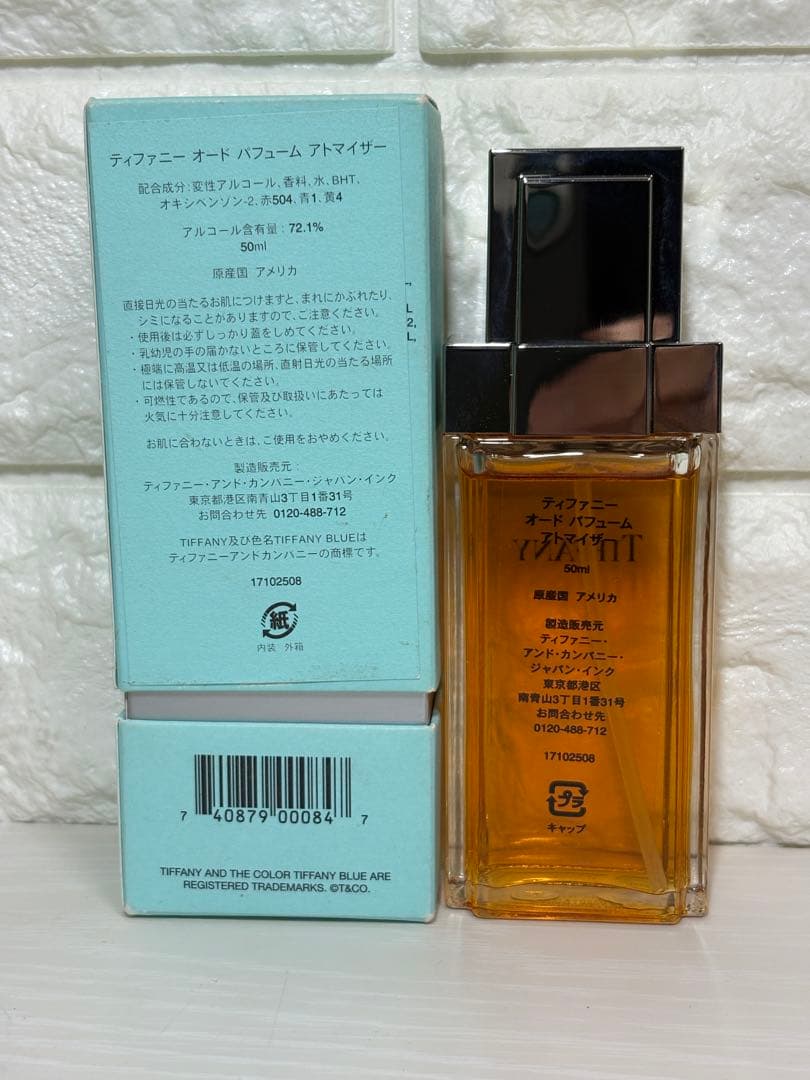 ティファニー オード パフューム アトマイザー
配合成分:変性アルコール、香料、水、BHT、
オキシベンゾン-2、赤504、青1、黄4
アルコール含有量:72.1%
50ml
原産国 アメリカ
直接日光の当たるお肌につけますと、まれにかぶれたり、
シミになることがありますので、ご注意ください。
・使用後は必ずしっかり蓋をしめてください。
・乳幼児の手の届かないところに保管してください。
・極端に高温又は低温の場所、直射日光の当たる場所
には保管しないでください。
・可燃性であるので、保管及び取扱いにあたっては
火気に十分注意してください。
お肌に合わないときは、ご使用をおやめください。
製造販売元:
ティファニー・アンド・カンパニー・ジャパン・インク
東京都港区南青山3丁目1番31号
お問合わせ先 0120-488-712
TIFFANY及び色名TIFFANY BLUEは
ティファニーアンドカンパニーの商標です。
17102508
紙
内装 外箱
7 40879 00084 7
TIFFANY AND THE COLOR TIFFANY BLUE ARE
REGISTERED TRADEMARKS. ©T&CO.
L
2,
L,
ティファニー
オード パフューム
アトマイザー
TIFFANY
50ml
原産国 アメリカ
製造販売元
ティファニー・
アンド・カンパニー・
ジャパン・インク
東京都港区
南青山3丁目1番31号
お問合わせ先
0120-488-712
17102508
プラ
キャップ